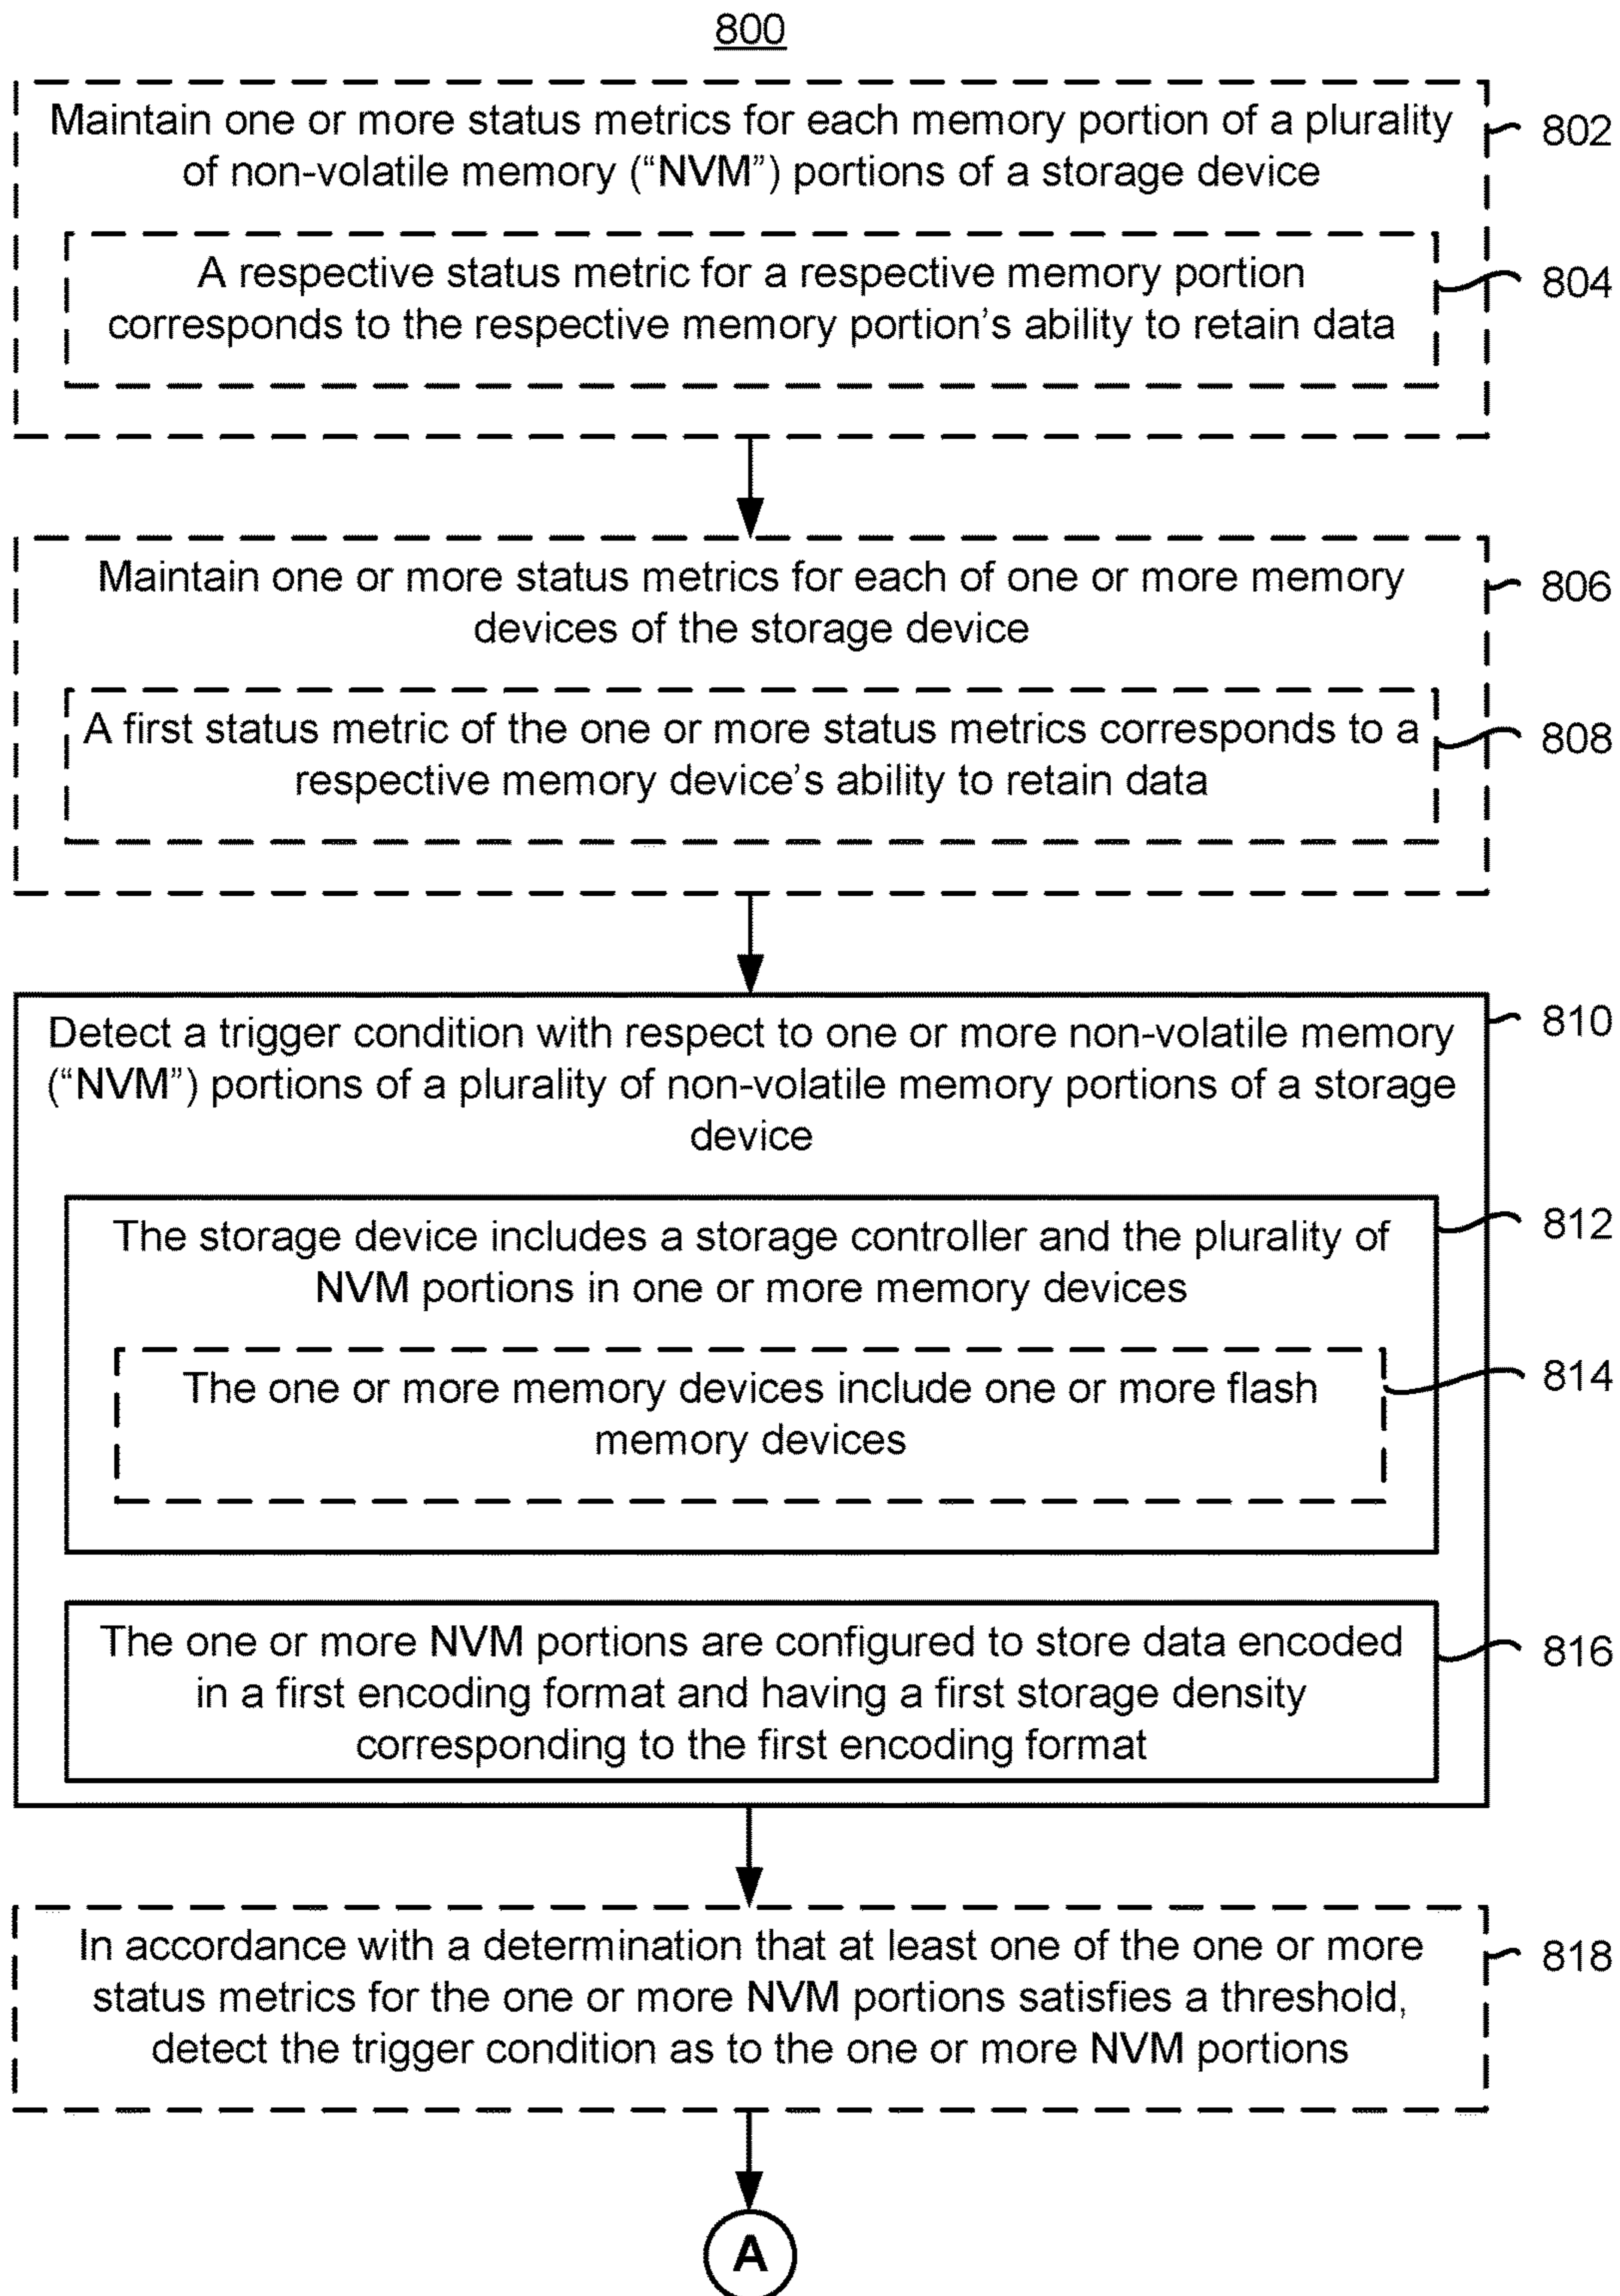 800
Maintain one or more status metrics for each memory portion of a plurality
of non-volatile memory (“NVM”) portions of a storage device
802
A respective status metric for a respective memory portion
corresponds to the respective memory portion’s ability to retain data
804
Maintain one or more status metrics for each of one or more memory
devices of the storage device
806
A first status metric of the one or more status metrics corresponds to a
respective memory device’s ability to retain data
808
Detect a trigger condition with respect to one or more non-volatile memory
(“NVM”) portions of a plurality of non-volatile memory portions of a storage
device
810
The storage device includes a storage controller and the plurality of
NVM portions in one or more memory devices
812
The one or more memory devices include one or more flash
memory devices
814
The one or more NVM portions are configured to store data encoded
in a first encoding format and having a first storage density
corresponding to the first encoding format
816
In accordance with a determination that at least one of the one or more
status metrics for the one or more NVM portions satisfies a threshold,
detect the trigger condition as to the one or more NVM portions
818
A